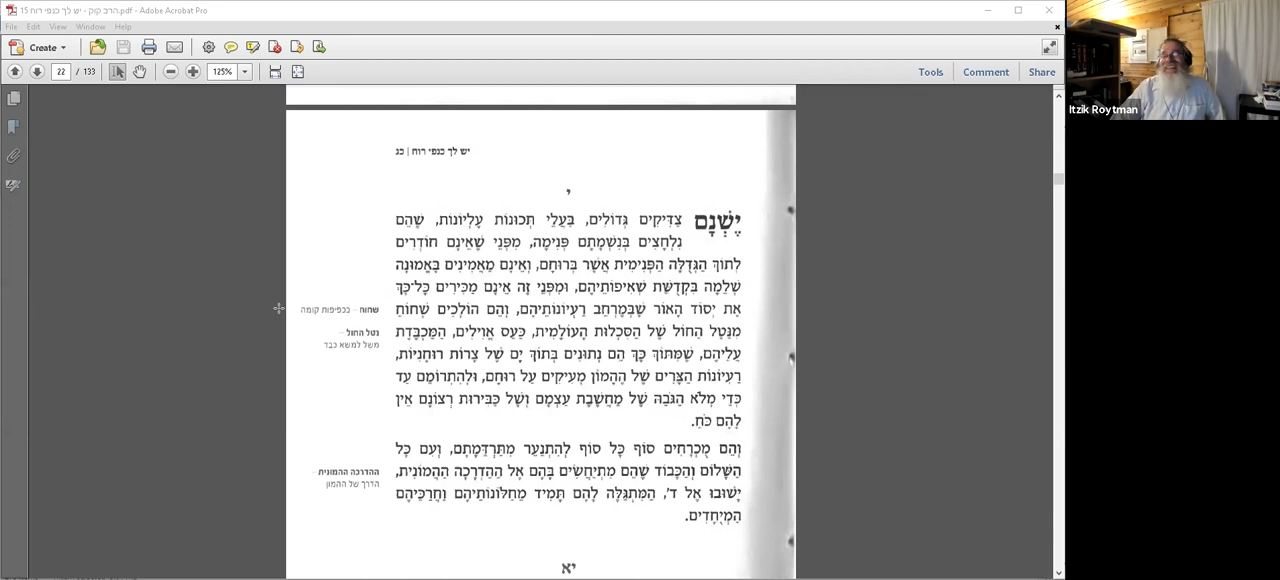 הרב קוק - יש לך כנפי רוח 15.pdf - Adobe Acrobat Pro
File Edit View Window Help
Create
22 / 133 125% Tools Comment Share
Itzik Roytman
יש לך כנפי רוח | כג
י
יֶשְׁנָם צַדִּיקִים גְּדוֹלִים, בַּעֲלֵי תְּכוּנוֹת עֶלְיוֹנוֹת, שֶׁהֵם
נִלְחָצִים בְּנִשְׁמָתָם פְּנִימָה, מִפְּנֵי שֶׁאֵינָם חוֹדְרִים
לְתוֹךְ הַגְּדֻלָּה הַפְּנִימִית אֲשֶׁר בְּרוּחָם, וְאֵינָם מַאֲמִינִים בֶּאֱמוּנָה
שְׁלֵמָה בִּקְדֻשַּׁת שְׁאִיפוֹתֵיהֶם, וּמִפְּנֵי זֶה אֵינָם מַכִּירִים כָּל־כָּךְ
אֶת יְסוֹד הָאוֹר שֶׁבְּמֶרְחַב רַעְיוֹנוֹתֵיהֶם, וְהֵם הוֹלְכִים שְׁחוֹחַ
מִנֵּטֶל הַחוֹל שֶׁל הַסִּכְלוּת הָעוֹלָמִית, כַּעַס אֱוִילִים, הַמַּכְבֶּדֶת
עֲלֵיהֶם, שֶׁמִּתּוֹךְ כָּךְ הֵם נְתוּנִים בְּתוֹךְ יָם שֶׁל צָרוֹת רוּחָנִיּוֹת,
רַעְיוֹנוֹת הַצָּרִים שֶׁל הֶהָמוֹן מְעִיקִים עַל רוּחָם, וּלְהִתְרוֹמֵם עַד
כְּדֵי מְלֹא הַגֹּבַהּ שֶׁל מַחֲשֶׁבֶת עַצְמָם וְשֶׁל כַּבִּירוּת רְצוֹנָם אֵין
לָהֶם כֹּחַ.
שחוח – בכפיפות קומה
נטל החול –
משל למשא כבד
וְהֵם מֻכְרָחִים סוֹף כָּל סוֹף לְהִתְנַעֵר מִתַּרְדֵּמָתָם, וְעִם כָּל
הַשָּׁלוֹם וְהַכָּבוֹד שֶׁהֵם מִתְיַחֲשִׂים בָּהֶם אֶל הַהַדְרָכָה הַהֲמוֹנִית,
יָשׁוּבוּ אֶל ד', הַמִּתְגַּלֶּה לָהֶם תָּמִיד מֵחַלּוֹנוֹתֵיהֶם וַחֲרַכֵּיהֶם
הַמְיֻחָדִים.
ההדרכה ההמונית –
הדרך של ההמון
יא